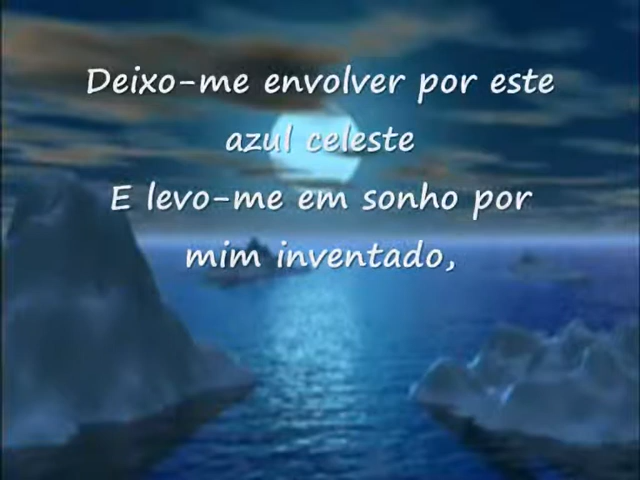 Deixo-me envolver por este
azul celeste
E levo-me em sonho por
mim inventado,